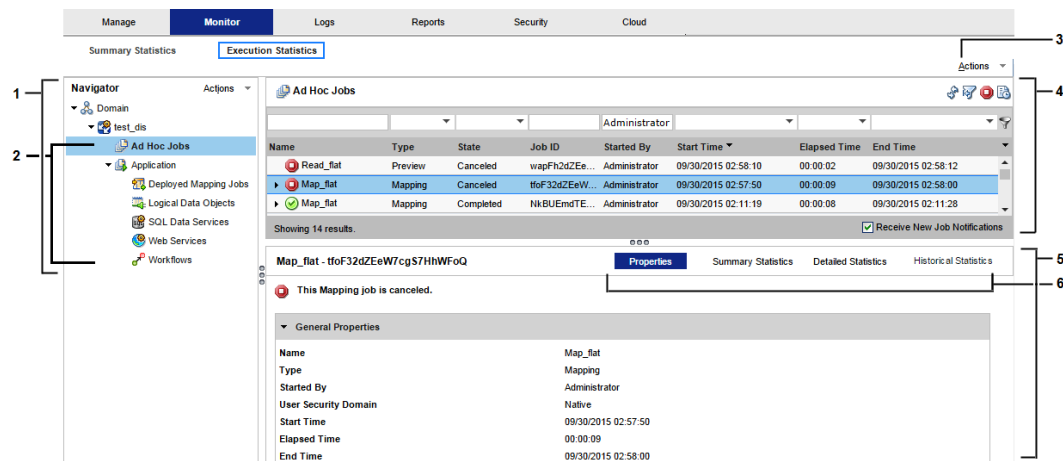 Manage Monitor Logs Reports Security Cloud
Summary Statistics Execution Statistics
3
Actions
1
Navigator Actions
Domain
test_dis
2
Ad Hoc Jobs
Application
Deployed Mapping Jobs
Logical Data Objects
SQL Data Services
Web Services
Workflows
Ad Hoc Jobs
4
Administrator
Name Type State Job ID Started By Start Time Elapsed Time End Time
Read_flat Preview Canceled wapFh2dZEe... Administrator 09/30/2015 02:58:10 00:00:02 09/30/2015 02:58:12
Map_flat Mapping Canceled tfoF32dZEeW... Administrator 09/30/2015 02:57:50 00:00:09 09/30/2015 02:58:00
Map_flat Mapping Completed NkBUEmdTE... Administrator 09/30/2015 02:11:19 00:00:08 09/30/2015 02:11:28
Showing 14 results. Receive New Job Notifications
Map_flat - tfoF32dZEeW7cgS7HhWFoQ Properties Summary Statistics Detailed Statistics Historical Statistics
5
6
This Mapping job is canceled.
General Properties
Name Map_flat
Type Mapping
Started By Administrator
User Security Domain Native
Start Time 09/30/2015 02:57:50
Elapsed Time 00:00:09
End Time 09/30/2015 02:58:00